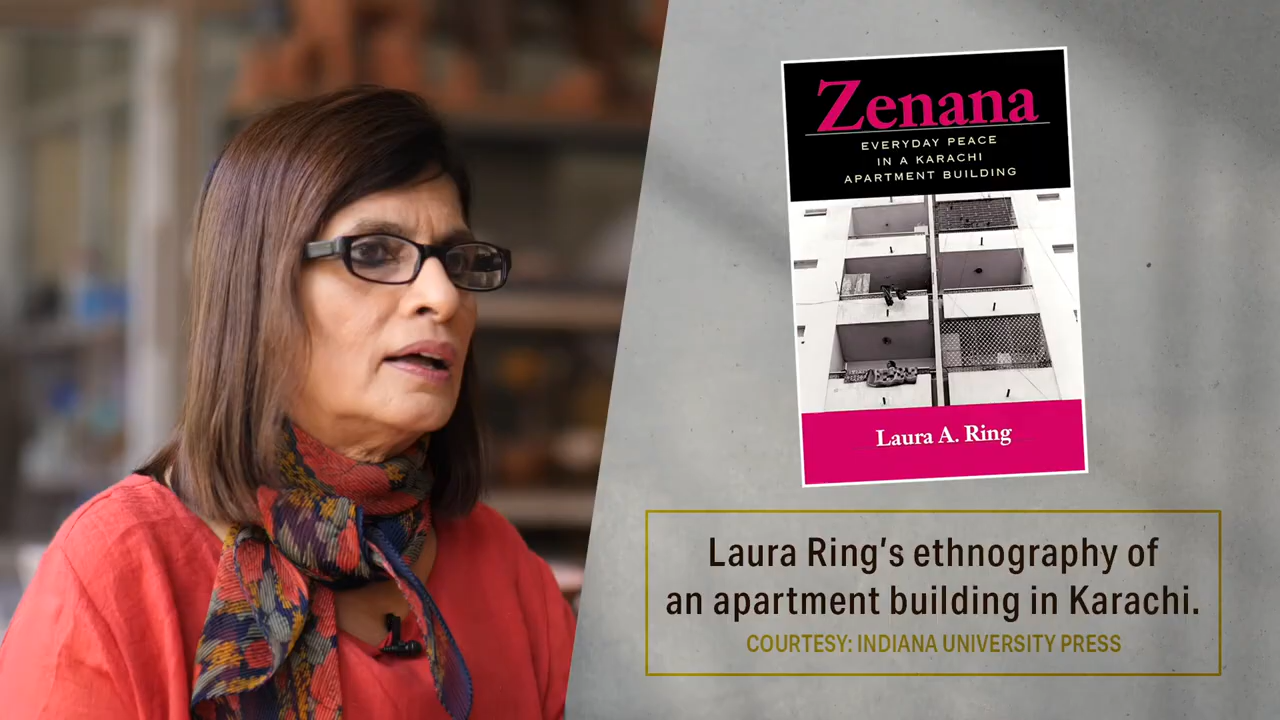 Zenana
EVERYDAY PEACE
IN A KARACHI
APARTMENT BUILDING
Laura A. Ring
Laura Ring's ethnography of
an apartment building in Karachi.
COURTESY: INDIANA UNIVERSITY PRESS